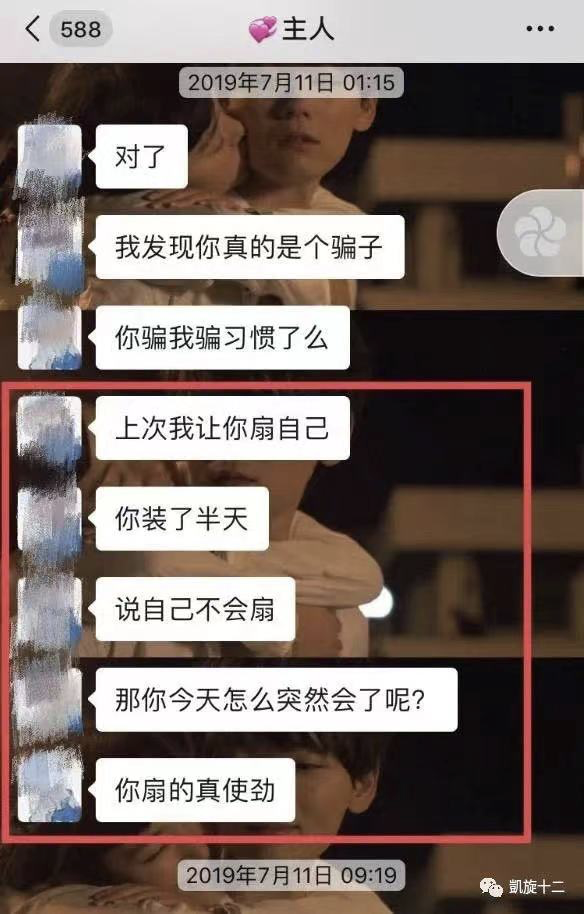 588
💞主人
2019年7月11日 01:15
对了
我发现你真的是个骗子
你骗我骗习惯了么
上次我让你扇自己
你装了半天
说自己不会扇
那你今天怎么突然会了呢？
你扇的真使劲
2019年7月11日 09:19
凱旋十二